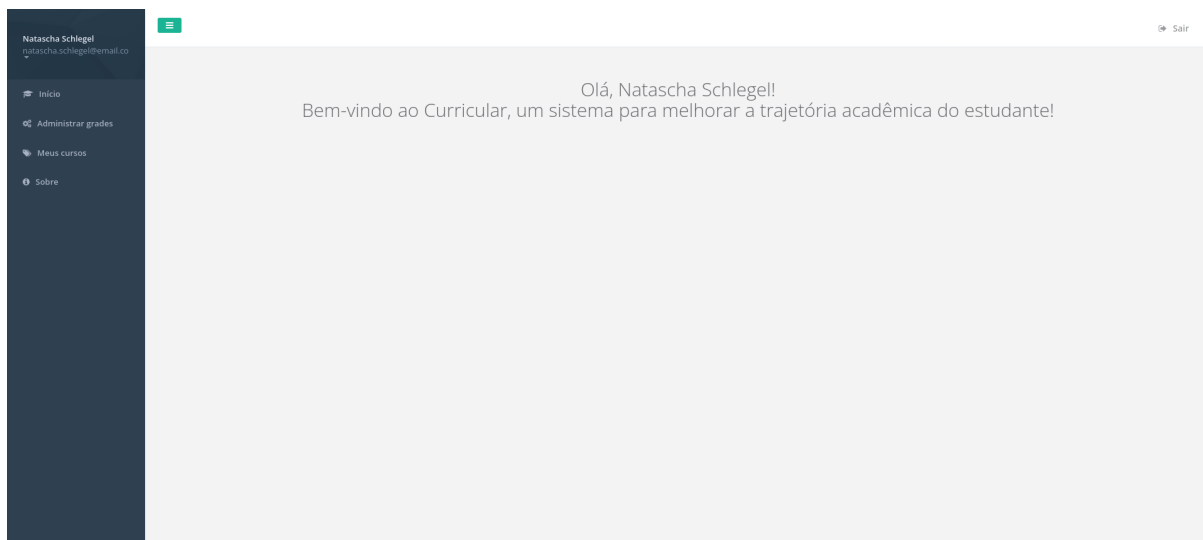 Natascha Schlegel
natascha.schlegel@email.co
Início
Administrar grades
Meus cursos
Sobre
Sair
Olá, Natascha Schlegel!
Bem-vindo ao Curricular, um sistema para melhorar a trajetória acadêmica do estudante!